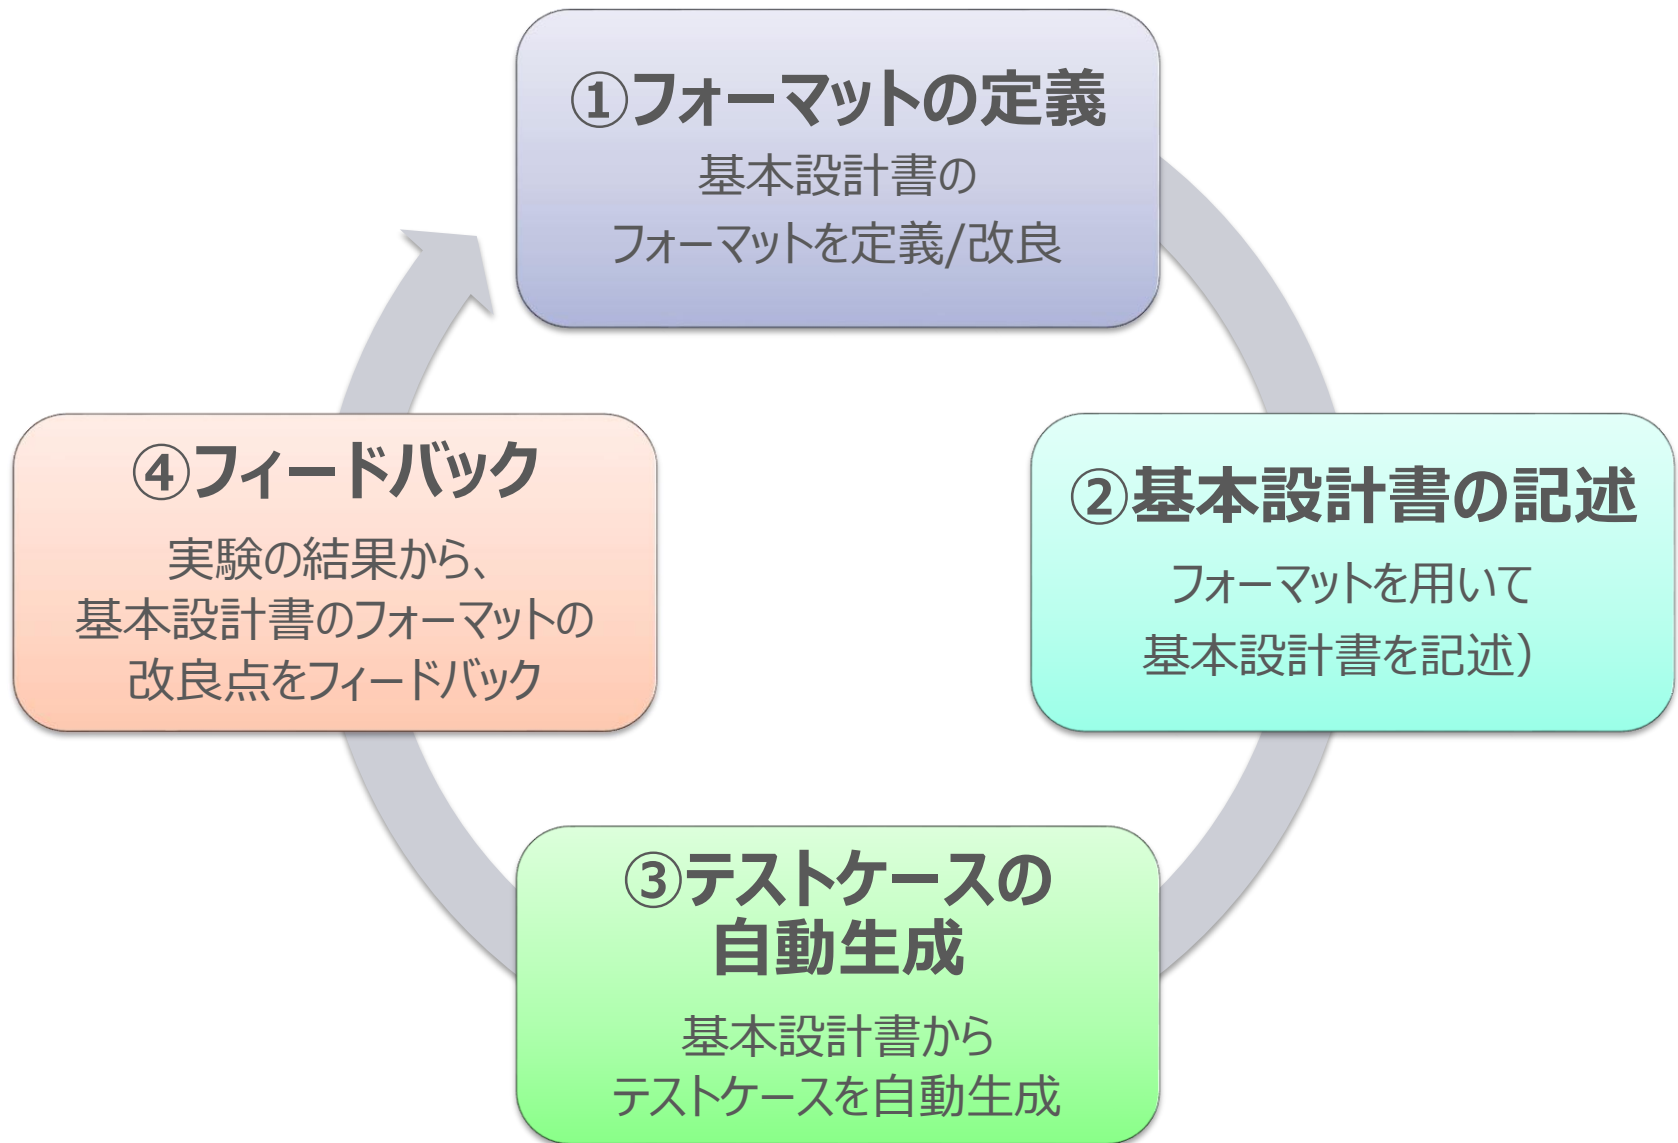 ①フォーマットの定義
基本設計書の
フォーマットを定義/改良
②基本設計書の記述
フォーマットを用いて
基本設計書を記述）
③テストケースの
自動生成
基本設計書から
テストケースを自動生成
④フィードバック
実験の結果から、
基本設計書のフォーマットの
改良点をフィードバック